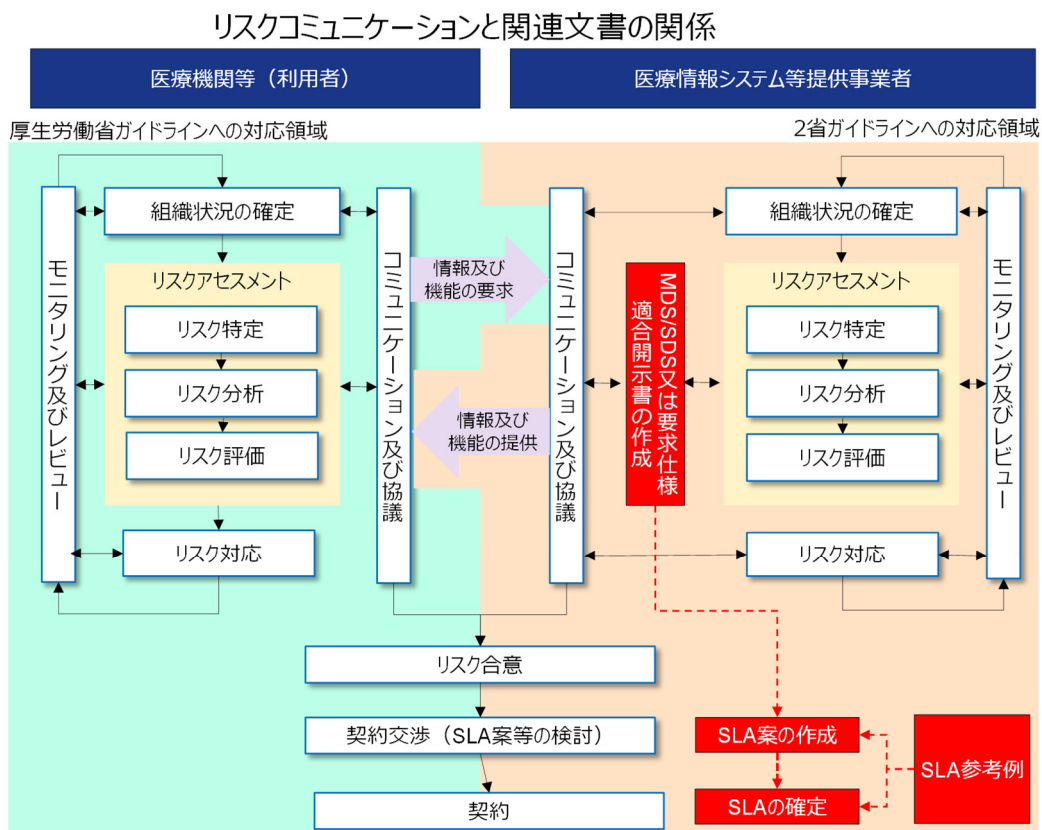 リスクコミュニケーションと関連文書の関係
医療機関等（利用者）
医療情報システム等提供事業者
厚生労働省ガイドラインへの対応領域
2省ガイドラインへの対応領域
モニタリング及びレビュー
組織状況の確定
リスクアセスメント
リスク特定
リスク分析
リスク評価
リスク対応
コミュニケーション及び協議
情報及び
機能の要求
情報及び
機能の提供
コミュニケーション及び協議
MDS/SDS又は要求仕様
適合開示書の作成
組織状況の確定
リスクアセスメント
リスク特定
リスク分析
リスク評価
リスク対応
モニタリング及びレビュー
リスク合意
契約交渉（SLA案等の検討）
契約
SLA案の作成
SLAの確定
SLA参考例